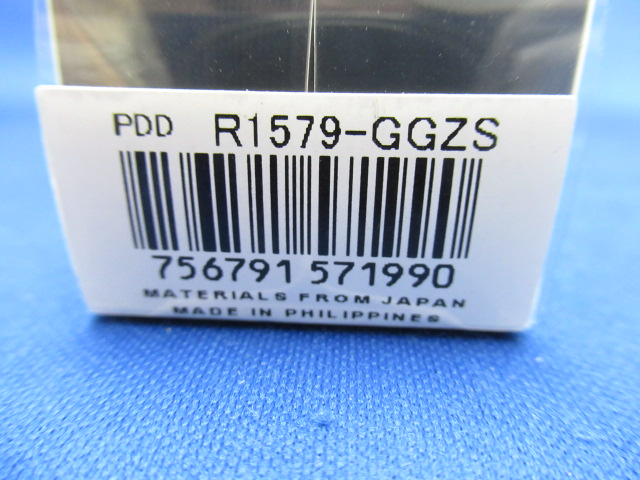 PDD R1579-GGZS
756791 571990
MATERIALS FROM JAPAN
MADE IN PHILIPPINES